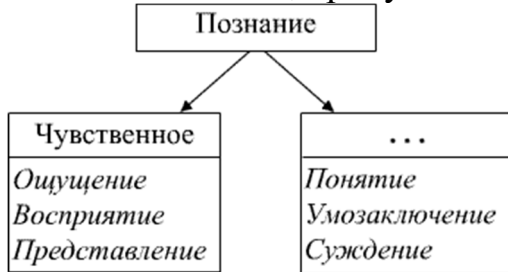 Познание
Чувственное
Ощущение
Восприятие
Представление
...
Понятие
Умозаключение
Суждение